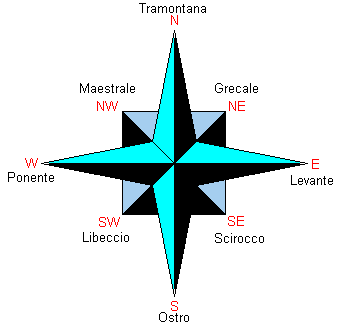 Tramontana
N
Maestrale
Grecale
NW
NE
W
E
Ponente
Levante
SW
SE
Libeccio
Scirocco
S
Ostro